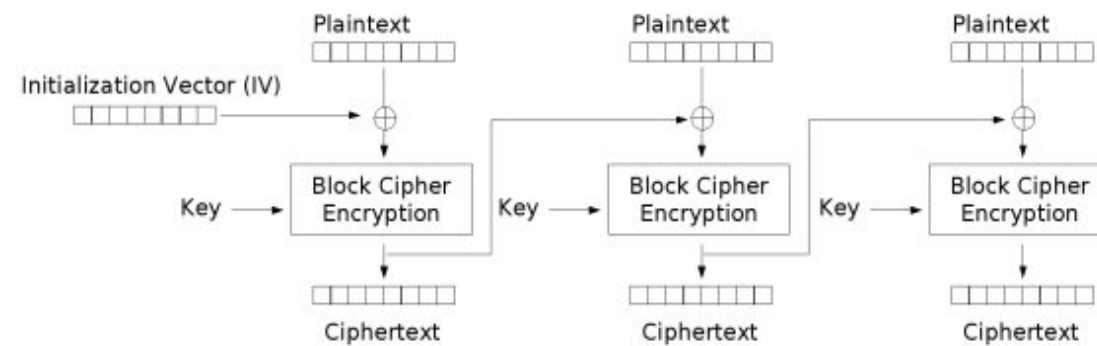 Plaintext
Plaintext
Plaintext
Initialization Vector (IV)
Key
Block Cipher
Encryption
Key
Block Cipher
Encryption
Key
Block Cipher
Encryption
Ciphertext
Ciphertext
Ciphertext